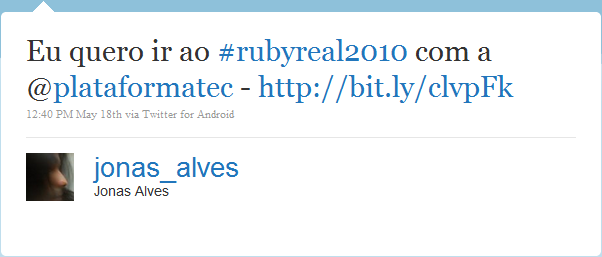 Eu quero ir ao #rubyreal2010 com a
@plataformatec - http://bit.ly/clvpFk
12:40 PM May 18th via Twitter for Android
jonas_alves
Jonas Alves